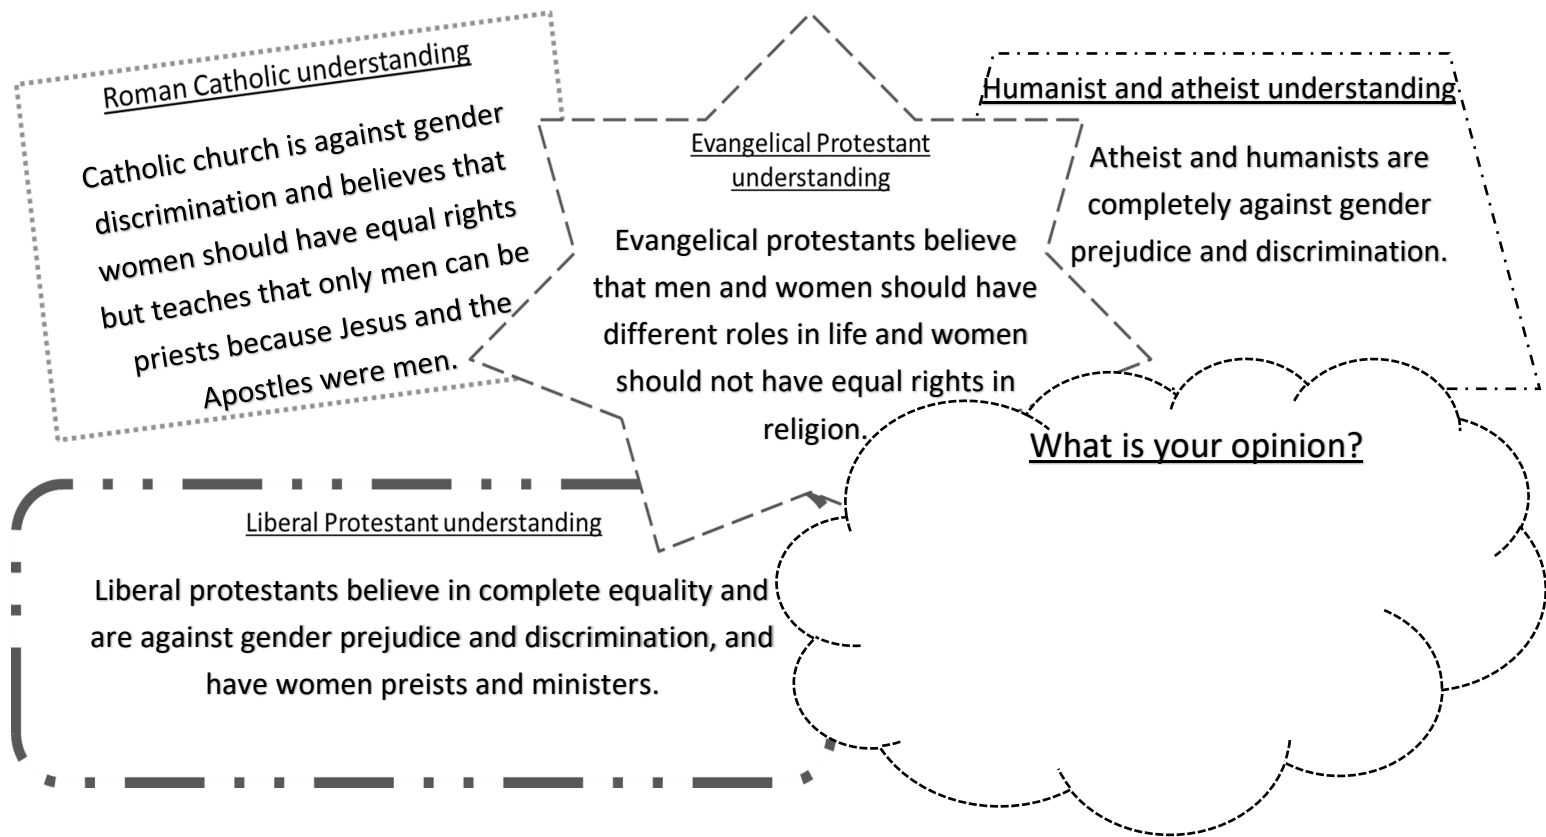 Roman Catholic understanding
Catholic church is against gender
discrimination and believes that
women should have equal rights
but teaches that only men can be
priests because Jesus and the
Apostles were men.
Evangelical Protestant
understanding
Evangelical protestants believe
that men and women should have
different roles in life and women
should not have equal rights in
religion.
Humanist and atheist understanding
Atheist and humanists are
completely against gender
prejudice and discrimination.
Liberal Protestant understanding
Liberal protestants believe in complete equality and
are against gender prejudice and discrimination, and
have women preists and ministers.
What is your opinion?